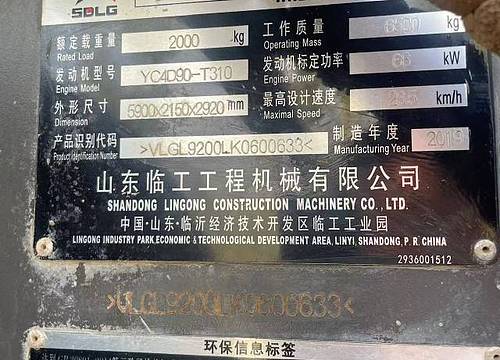 SDLG
额定载重量 2000 kg 工作质量 kg
Rated Load Operating Mass
发动机型号 YC4D90-T310 发动机标定功率 kW
Engine Model Engine Power
外形尺寸 5900x2150x2920 mm 最高设计速度 km/h
Dimension Maximal Speed
产品识别代码 >VLGL9200LK0600633< 制造年度 2019
Product Identification Number Manufacturing Year
山东临工工程机械有限公司
SHANDONG LINGONG CONSTRUCTION MACHINERY CO., LTD.
中国·山东·临沂经济技术开发区临工工业园
LINGONG INDUSTRY PARK, ECONOMIC & TECHNOLOGICAL DEVELOPMENT AREA, LINYI, SHANDONG, P. R. CHINA
2936001512
>VLGL9200LK0600633<
环保信息标签